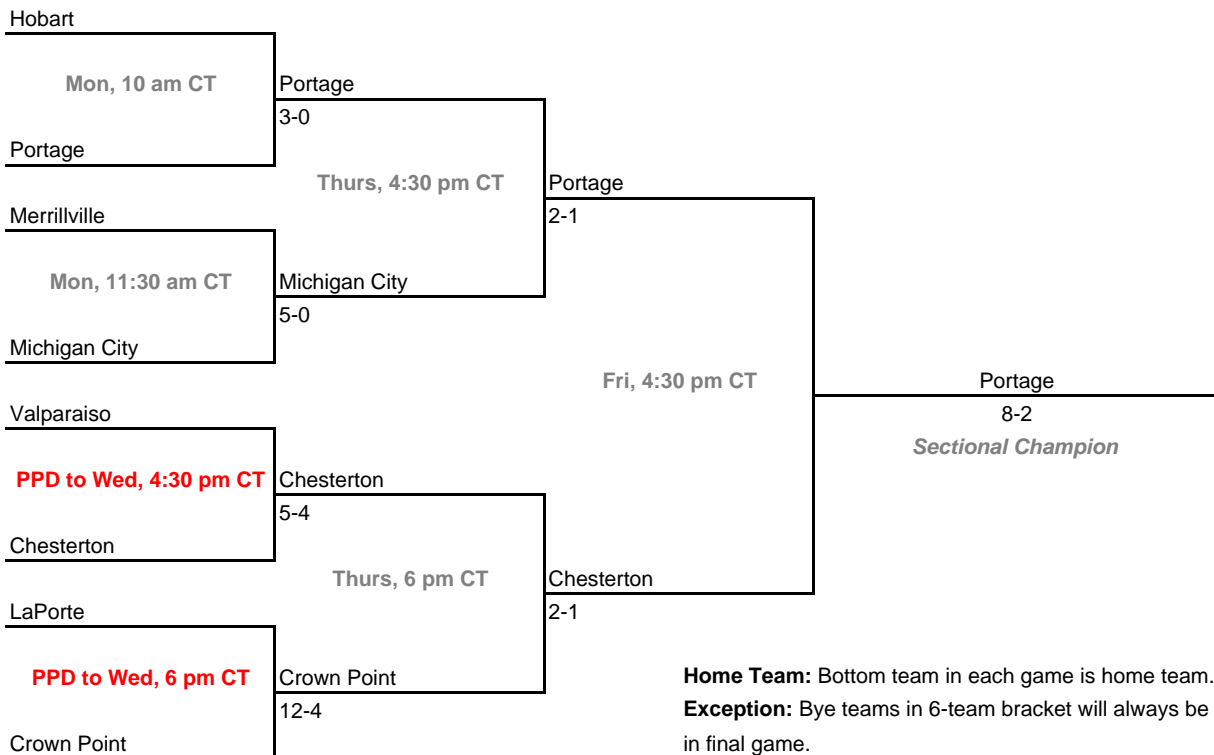 Hobart
Mon, 10 am CT
Portage
3-0
Portage
Thurs, 4:30 pm CT
Portage
2-1
Merrillville
Mon, 11:30 am CT
Michigan City
5-0
Michigan City
Fri, 4:30 pm CT
Portage
8-2
Sectional Champion
Valparaiso
PPD to Wed, 4:30 pm CT
Chesterton
5-4
Chesterton
Thurs, 6 pm CT
Chesterton
2-1
LaPorte
PPD to Wed, 6 pm CT
Crown Point
12-4
Crown Point
Home Team: Bottom team in each game is home team.
Exception: Bye teams in 6-team bracket will always be
in final game.